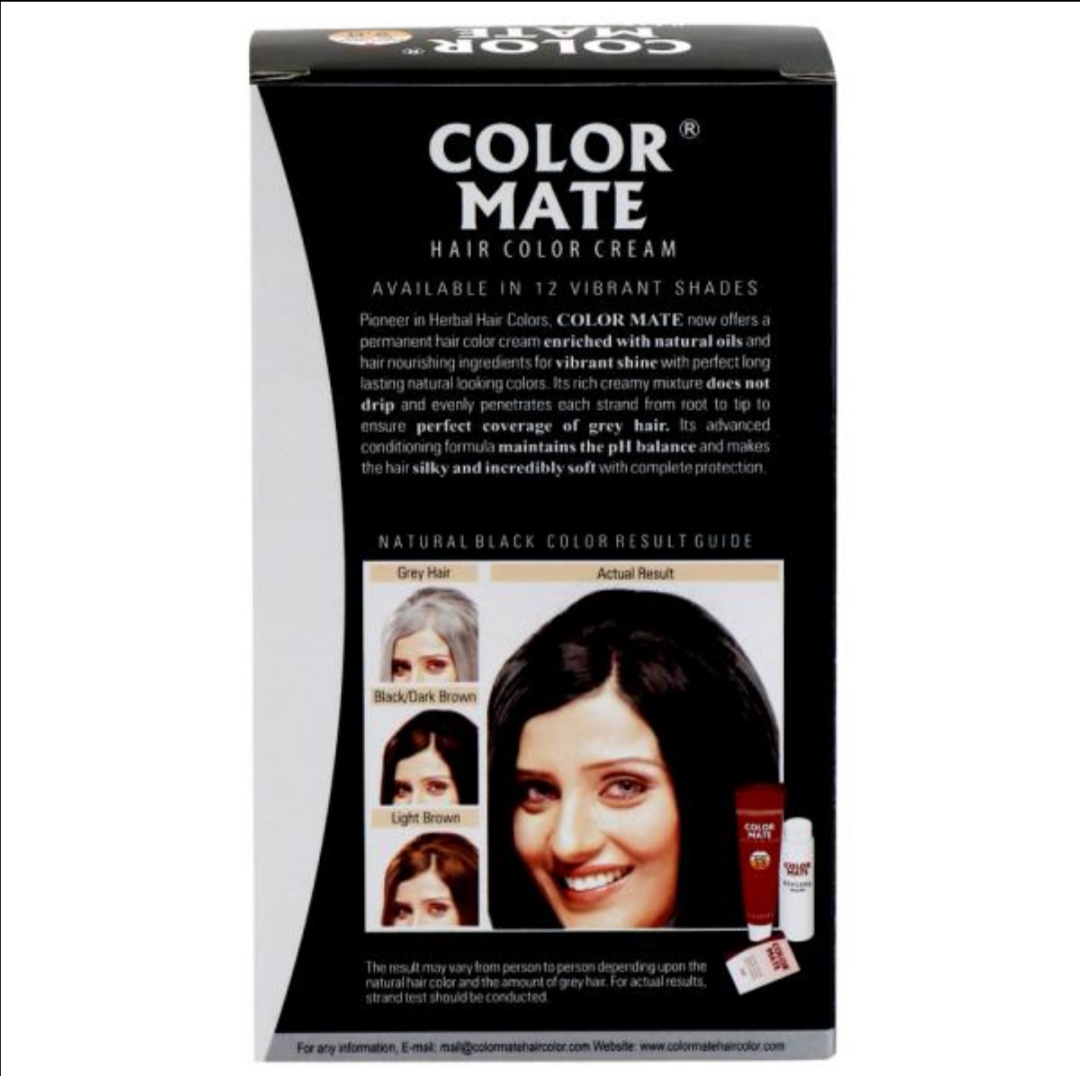 COLOR ®
MATE
COLOR ®
MATE
HAIR COLOR CREAM
AVAILABLE IN 12 VIBRANT SHADES
Pioneer in Herbal Hair Colors, COLOR MATE now offers a
permanent hair color cream enriched with natural oils and
hair nourishing ingredients for vibrant shine with perfect long
lasting natural looking colors. Its rich creamy mixture does not
drip and evenly penetrates each strand from root to tip to
ensure perfect coverage of grey hair. Its advanced
conditioning formula maintains the pH balance and makes
the hair silky and incredibly soft with complete protection.
NATURAL BLACK COLOR RESULT GUIDE
Grey Hair
Actual Result
Black/Dark Brown
Light Brown
COLOR
MATE
COLOR
MATE
COLOR
MATE
The result may vary from person to person depending upon the
natural hair color and the amount of grey hair. For actual results,
strand test should be conducted.
For any information, E-mail: mail@colormatehaircolor.com Website: www.colormatehaircolor.com